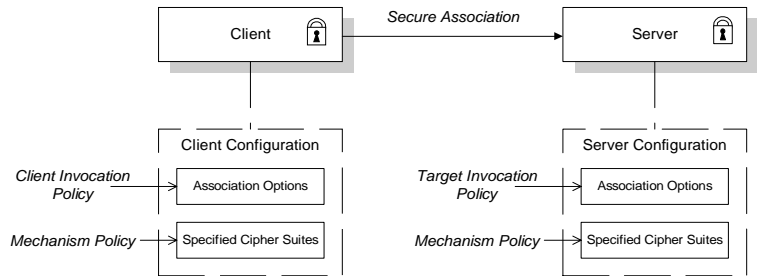 Secure Association
Client
Server
Client Configuration
Client Invocation
Policy
Association Options
Mechanism Policy
Specified Cipher Suites
Server Configuration
Target Invocation
Policy
Association Options
Mechanism Policy
Specified Cipher Suites